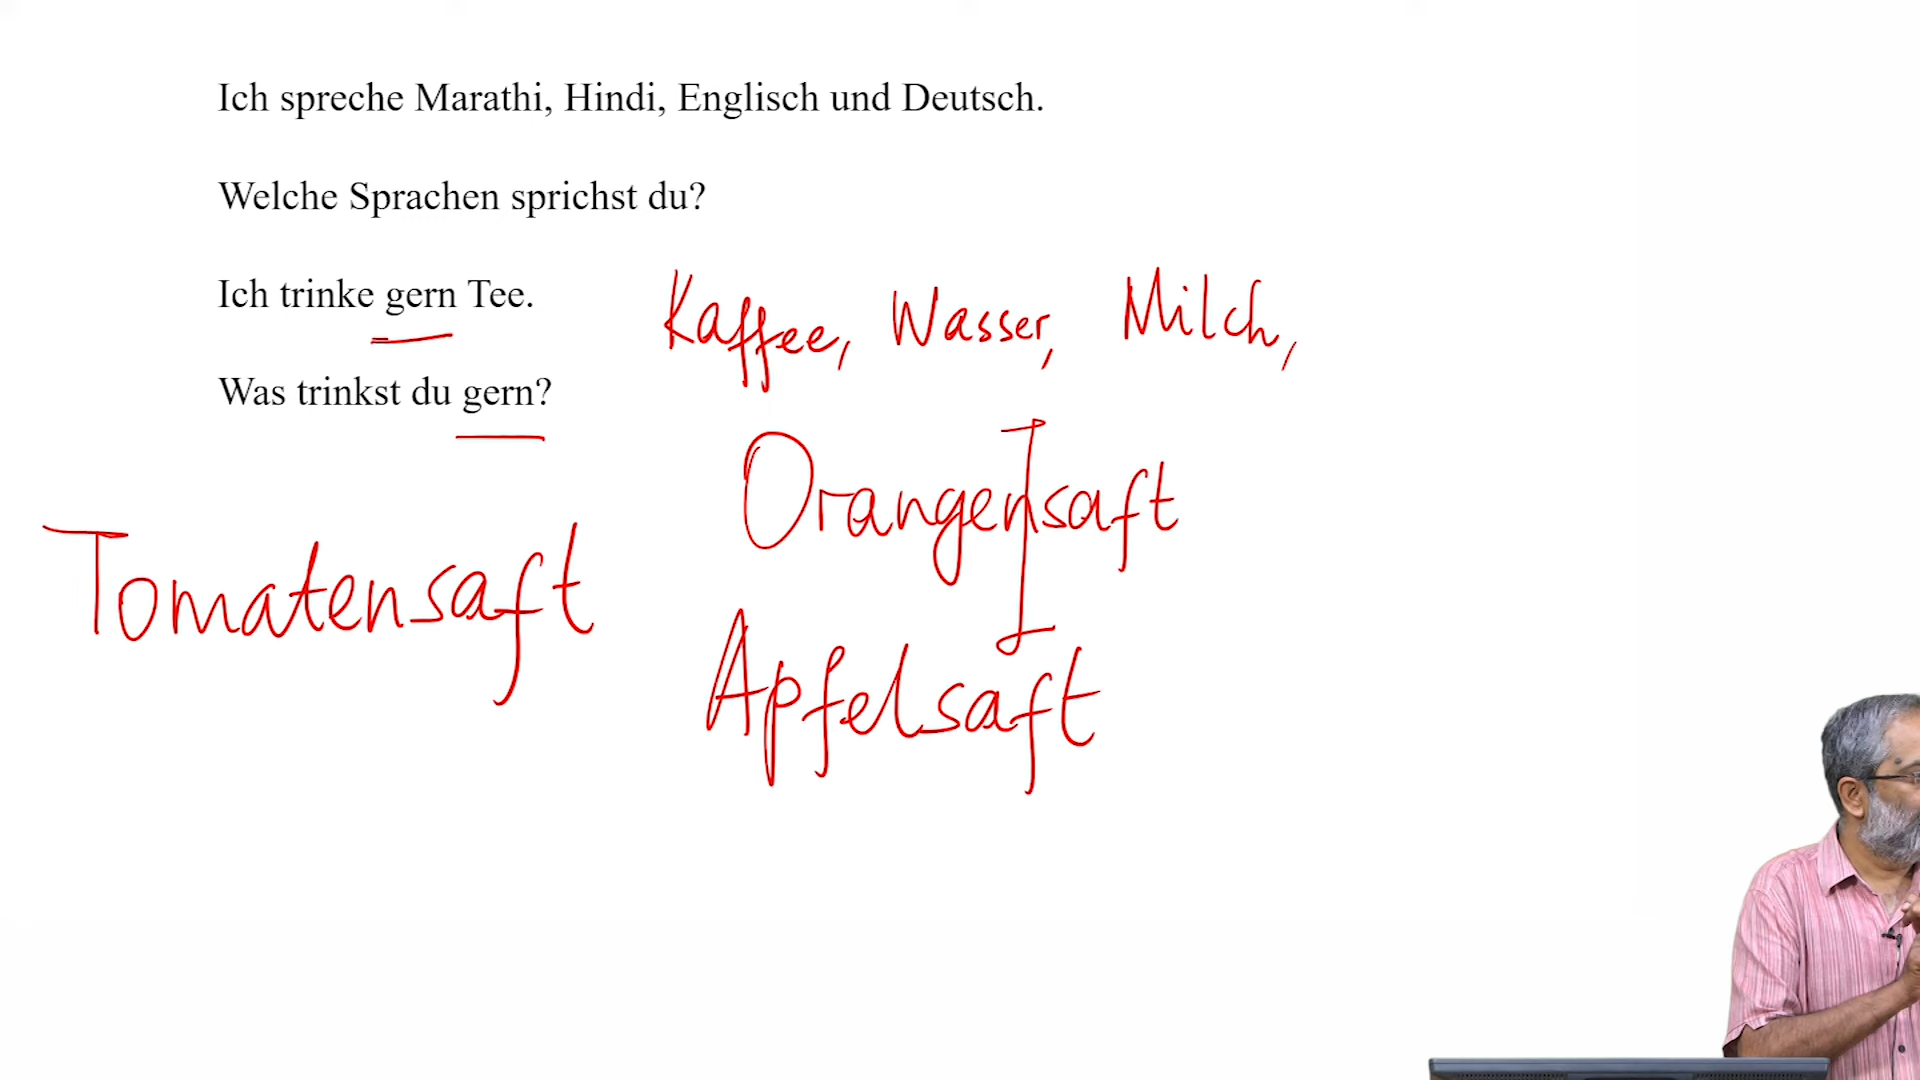 Ich spreche Marathi, Hindi, Englisch und Deutsch.
Welche Sprachen sprichst du?
Ich trinke gern Tee.
Kaffee, Wasser, Milch,
Was trinkst du gern?
Orangensaft
Tomatensaft
Apfelsaft